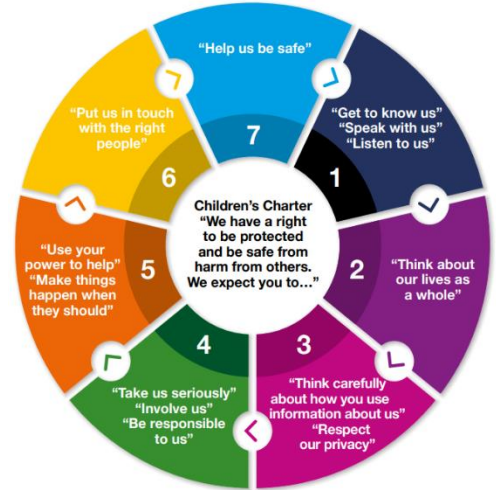 Children's Charter
“We have a right
to be protected
and be safe from
harm from others.
We expect you to...”
1
“Get to know us”
“Speak with us”
“Listen to us”
2
“Think about
our lives as
a whole”
3
“Think carefully
about how you use
information about us”
“Respect
our privacy”
4
“Take us seriously”
“Involve us”
“Be responsible
to us”
5
“Use your
power to help”
“Make things
happen when
they should”
6
“Put us in touch
with the right
people”
7
“Help us be safe”